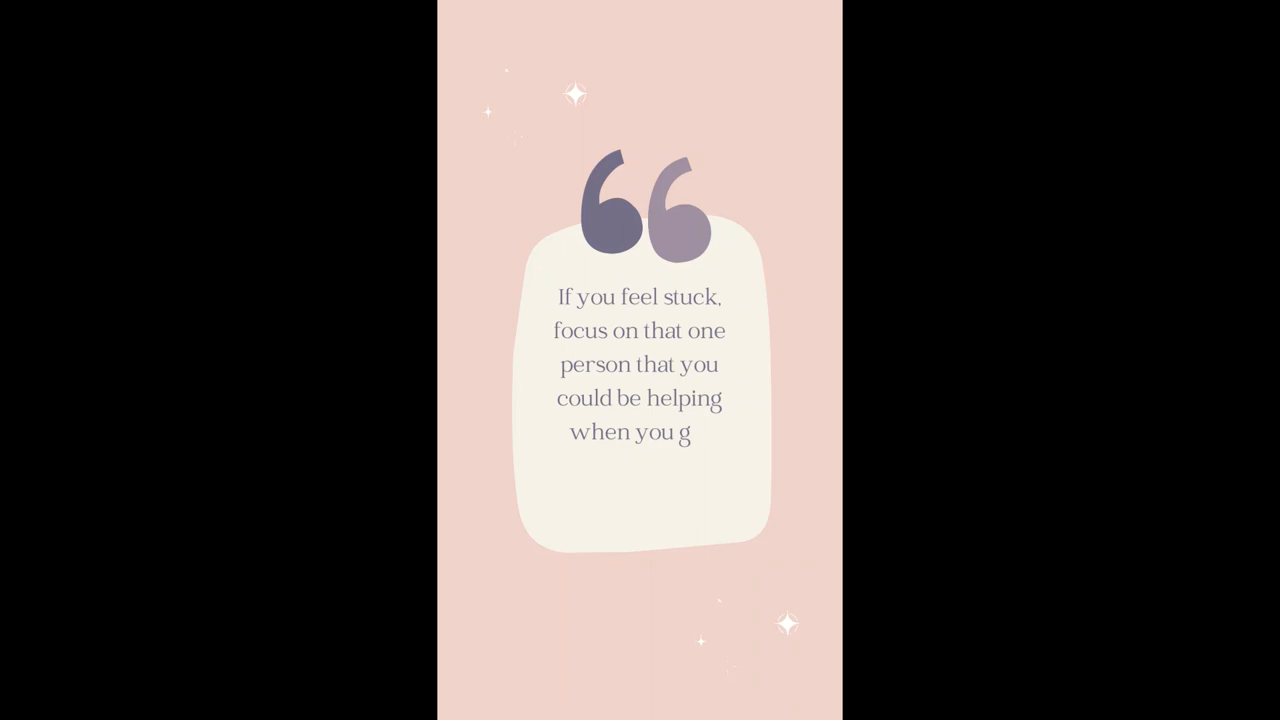 If you feel stuck,
focus on that one
person that you
could be helping
when you g